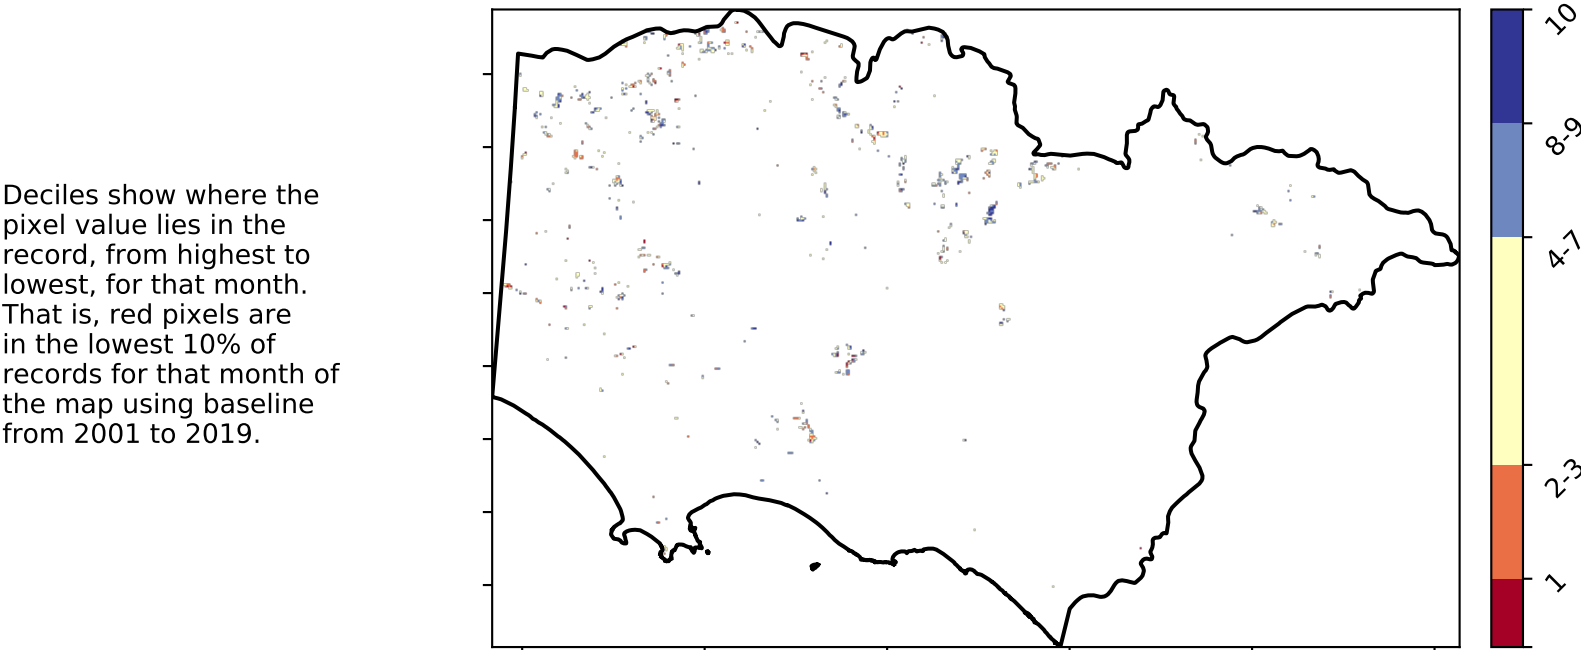 Deciles show where the
pixel value lies in the
record, from highest to
lowest, for that month.
That is, red pixels are
in the lowest 10% of
records for that month of
the map using baseline
from 2001 to 2019.
10
8-9
4-7
2-3
1